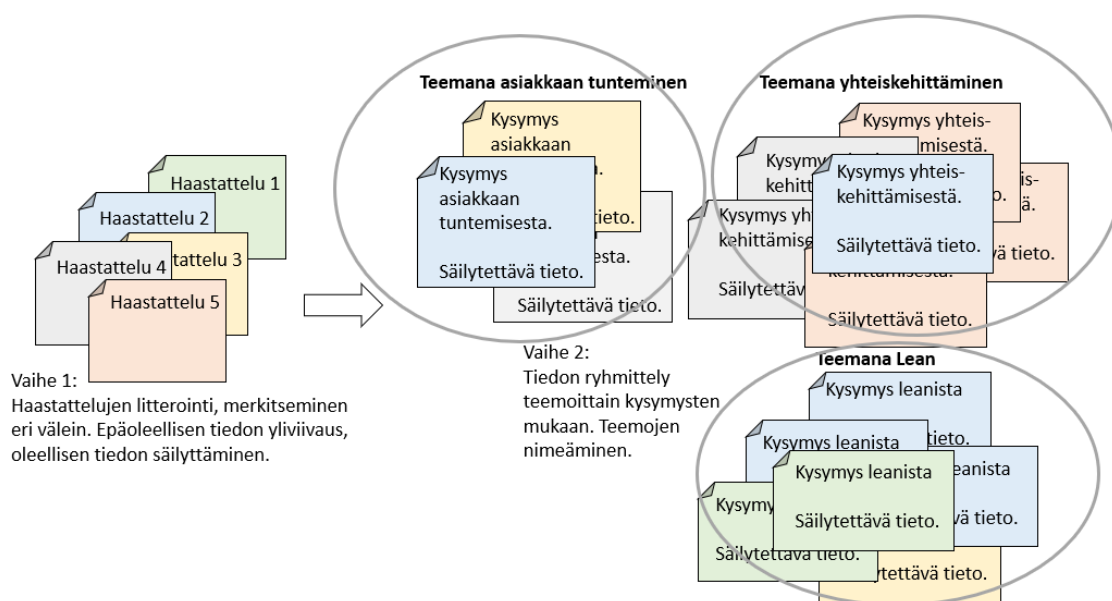 Haastattelu 1
Haastattelu 2
Haastattelu 4
Haastattelu 5
Vaihe 1:
Haastattelujen litterointi, merkitseminen
eri välein. Epäoleellisen tiedon yliviivaus,
oleellisen tiedon säilyttäminen.
Teemana asiakkaan tunteminen
Kysymys
asiakkaan
Kysymys
asiakkaan
tuntemisesta.
Säilytettävä tieto.
Säilytettävä tieto.
Vaihe 2:
Tiedon ryhmittely
teemoittain kysymysten
mukaan. Teemojen
nimeäminen.
Teemana yhteiskehittäminen
Kysymys yhteis-
Kysymys yhteis-
kehittämisestä.
Säilytettävä tieto.
Kysymys
Säilytettävä tieto.
Teemana Lean
Kysymys leanista
Kysymys leanista
Kysymys leanista
Säilytettävä tieto.
Säilytettävä tieto.